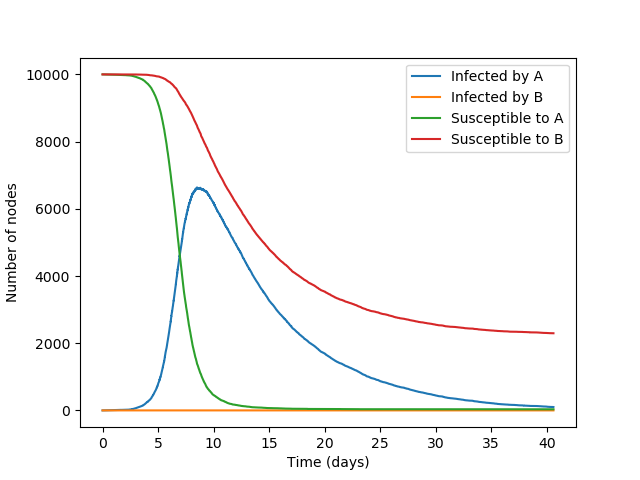 Infected by A
Infected by B
Susceptible to A
Susceptible to B
Number of nodes
10000
8000
6000
4000
2000
0
0 5 10 15 20 25 30 35 40
Time (days)